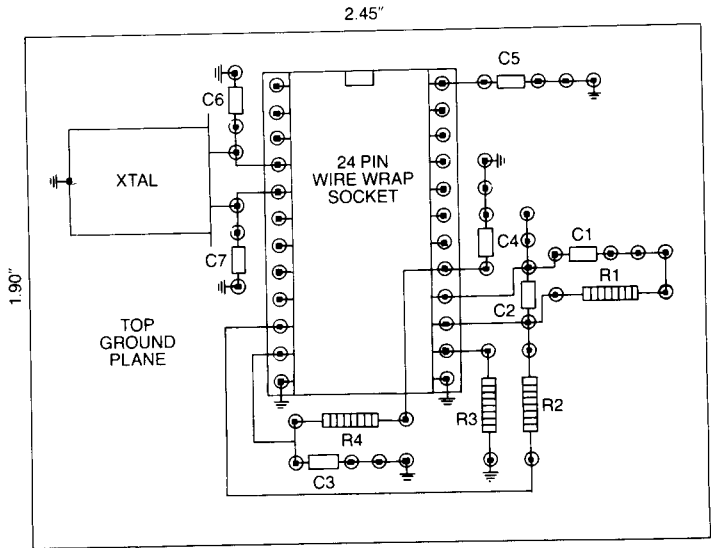 2.45"
C5
C6
XTAL
24 PIN
WIRE WRAP
SOCKET
C4
C1
R1
C7
C2
1.90"
TOP
GROUND
PLANE
R3
R2
R4
C3